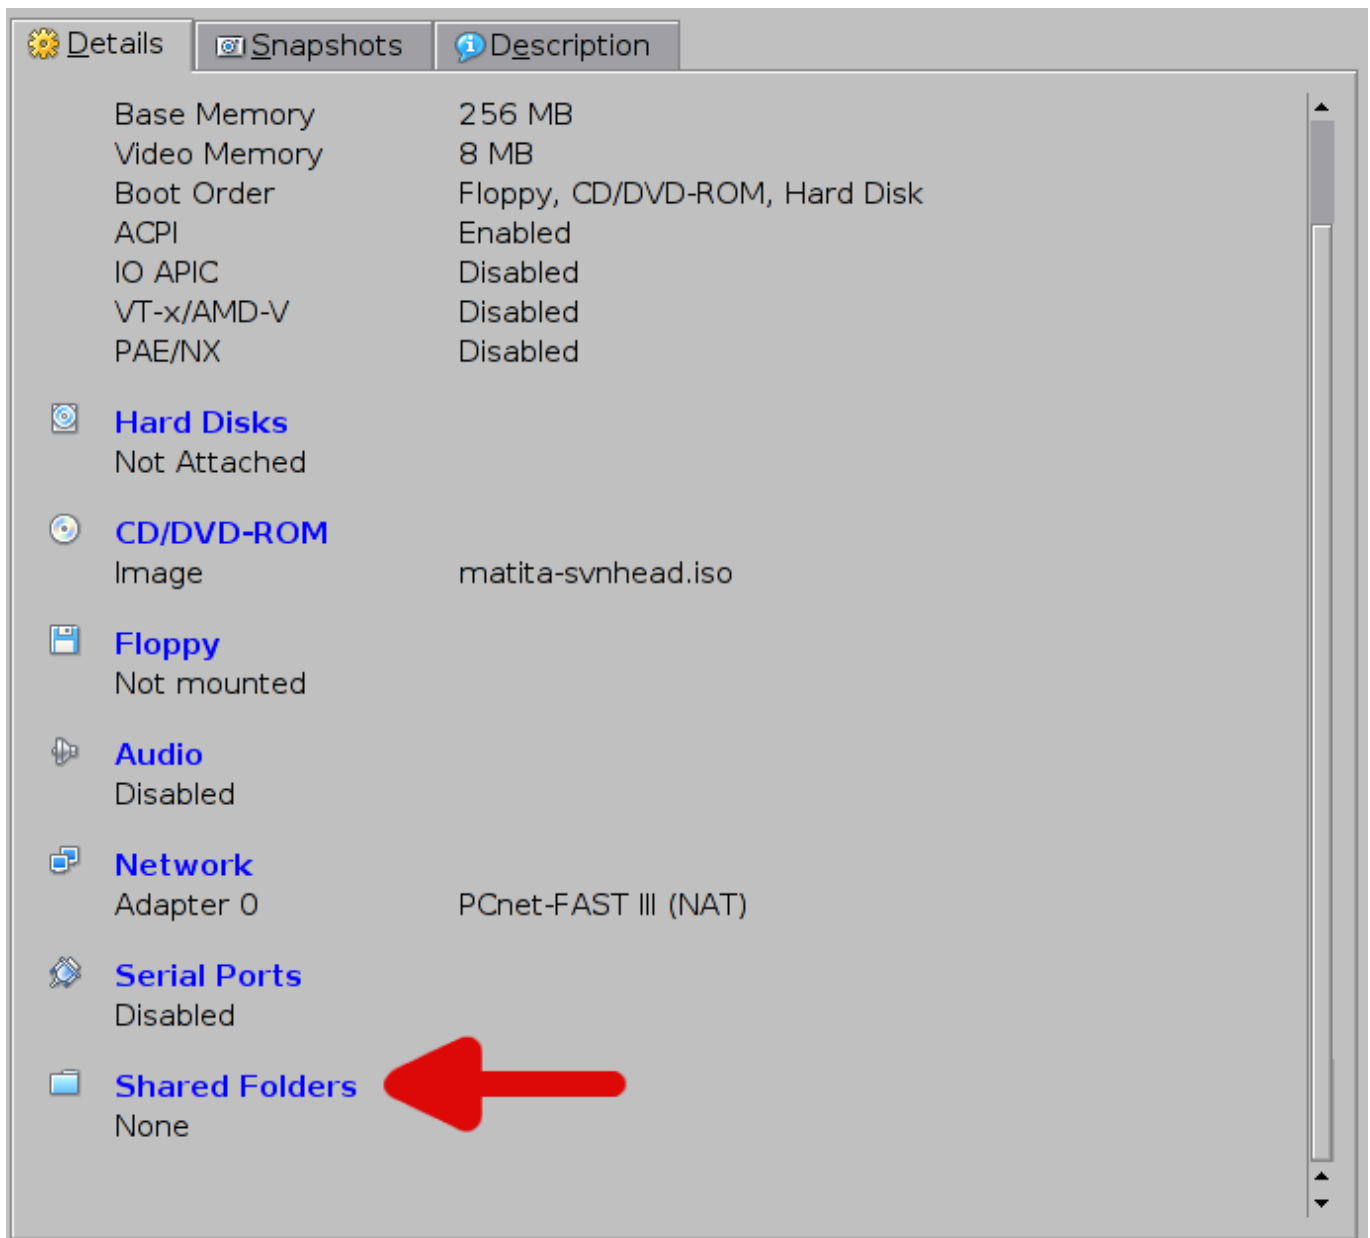 Details Snapshots Description
Base Memory 256 MB
Video Memory 8 MB
Boot Order Floppy, CD/DVD-ROM, Hard Disk
ACPI Enabled
IO APIC Disabled
VT-x/AMD-V Disabled
PAE/NX Disabled
Hard Disks
Not Attached
CD/DVD-ROM
Image matita-svnhead.iso
Floppy
Not mounted
Audio
Disabled
Network
Adapter 0 PCnet-FAST III (NAT)
Serial Ports
Disabled
Shared Folders
None